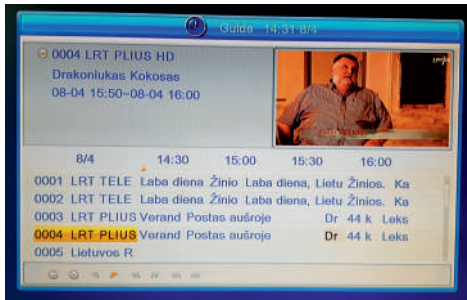 Guide 14:31 8/4
0004 LRT PLIUS HD
Drakoniukas Kokosas
08-04 15:50~08-04 16:00
8/4 14:30 15:00 15:30 16:00
0001 LRT TELE Laba diena Žinio Laba diena, Lietu Žinios. Ka
0002 LRT TELE Laba diena Žinio Laba diena, Lietu Žinios. Ka
0003 LRT PLIUS Verand Postas aušroje Dr 44 k Leks
0004 LRT PLIUS Verand Postas aušroje Dr 44 k Leks
0005 Lietuvos R